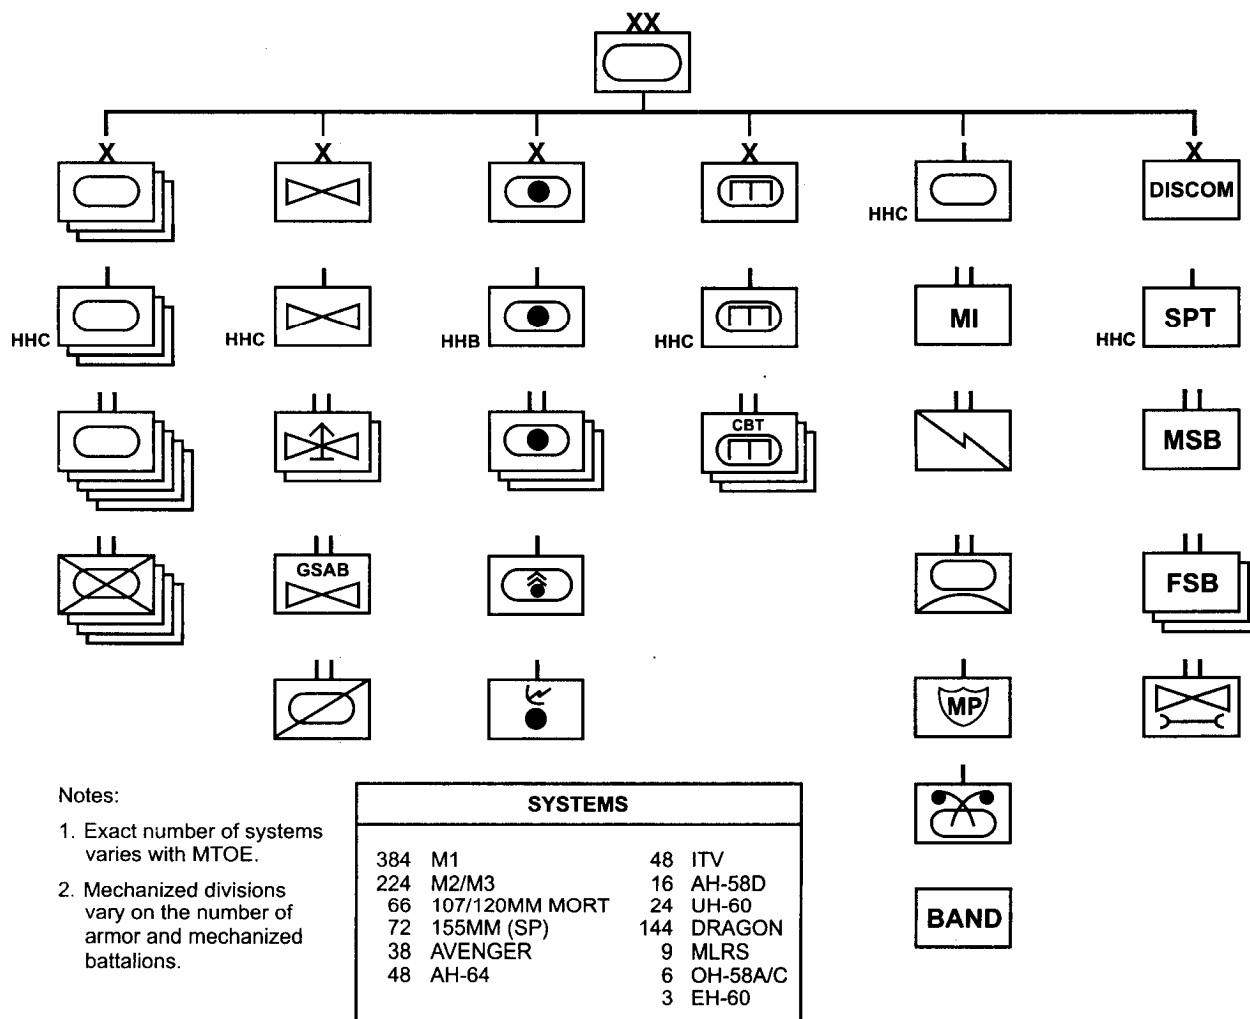 XX
X
X
X
X
X
DISCOM
HHC
HHC
HHC
HHB
HHC
MI
HHC
SPT
CBT
MSB
GSAB
FSB
MP
BAND
Notes:
1. Exact number of systems
varies with MTOE.
2. Mechanized divisions
vary on the number of
armor and mechanized
battalions.
SYSTEMS
384 M1
224 M2/M3
66 107/120MM MORT
72 155MM (SP)
38 AVENGER
48 AH-64
48 ITV
16 AH-58D
24 UH-60
144 DRAGON
9 MLRS
6 OH-58A/C
3 EH-60